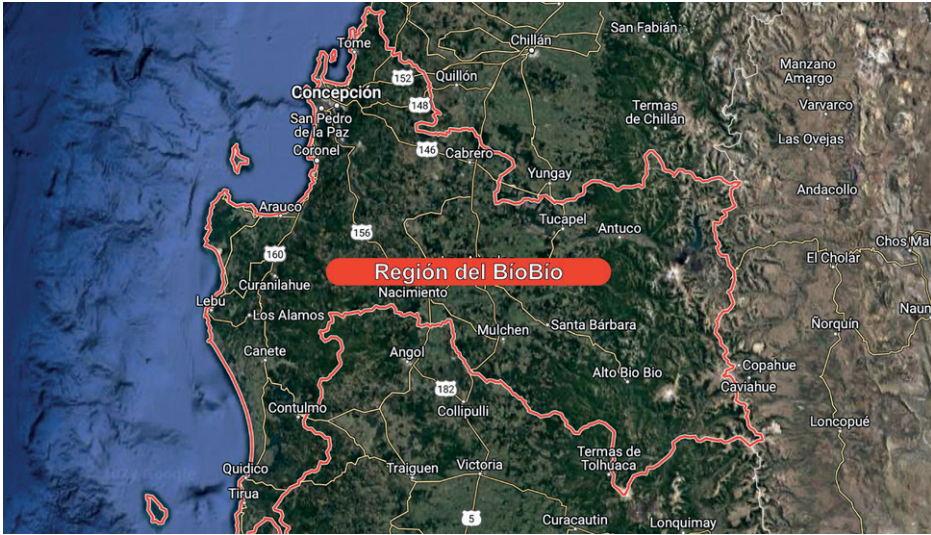 San Fabián
Tome
Chillán
Manzano
Amargo
152
Quillón
Concepción
148
Varvarco
San Pedro
de la Paz
Termas
de Chillán
Coronel
146
Cabrero
Las Ovejas
Yungay
Andacollo
Arauco
Tucapel
Antuco
156
160
Chos Mal
El Cholar
Región del BíoBío
Curanilahue
Nacimiento
Lebu
Los Alamos
Naun
Mulchen
Santa Bárbara
Ñorquín
Canete
Angol
Alto Bio Bio
Copahue
Caviahue
182
Contulmo
Collipulli
Loncopué
Termas de
Tolhuaca
Quidico
Traiguen
Victoria
Tirua
5
Curacautin
Lonquimay